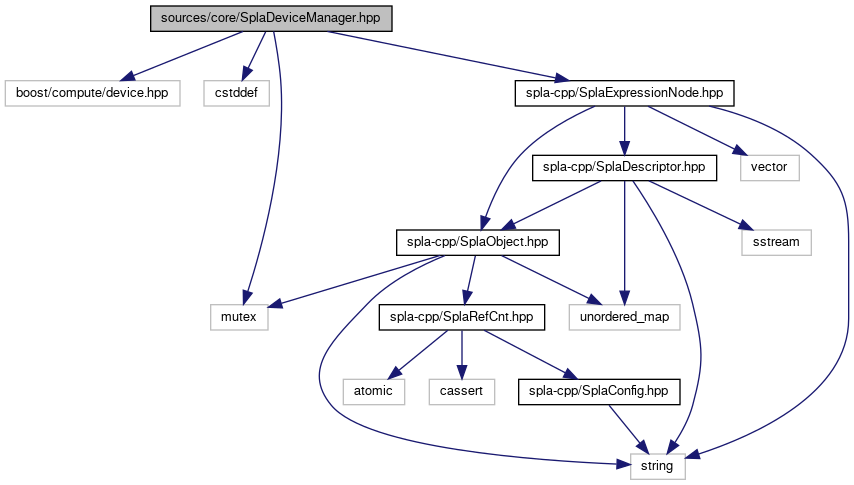 sources/core/SplaDeviceManager.hpp
boost/compute/device.hpp
cstddef
spla-cpp/SplaExpressionNode.hpp
spla-cpp/SplaDescriptor.hpp
vector
spla-cpp/SplaObject.hpp
sstream
mutex
spla-cpp/SplaRefCnt.hpp
unordered_map
atomic
cassert
spla-cpp/SplaConfig.hpp
string